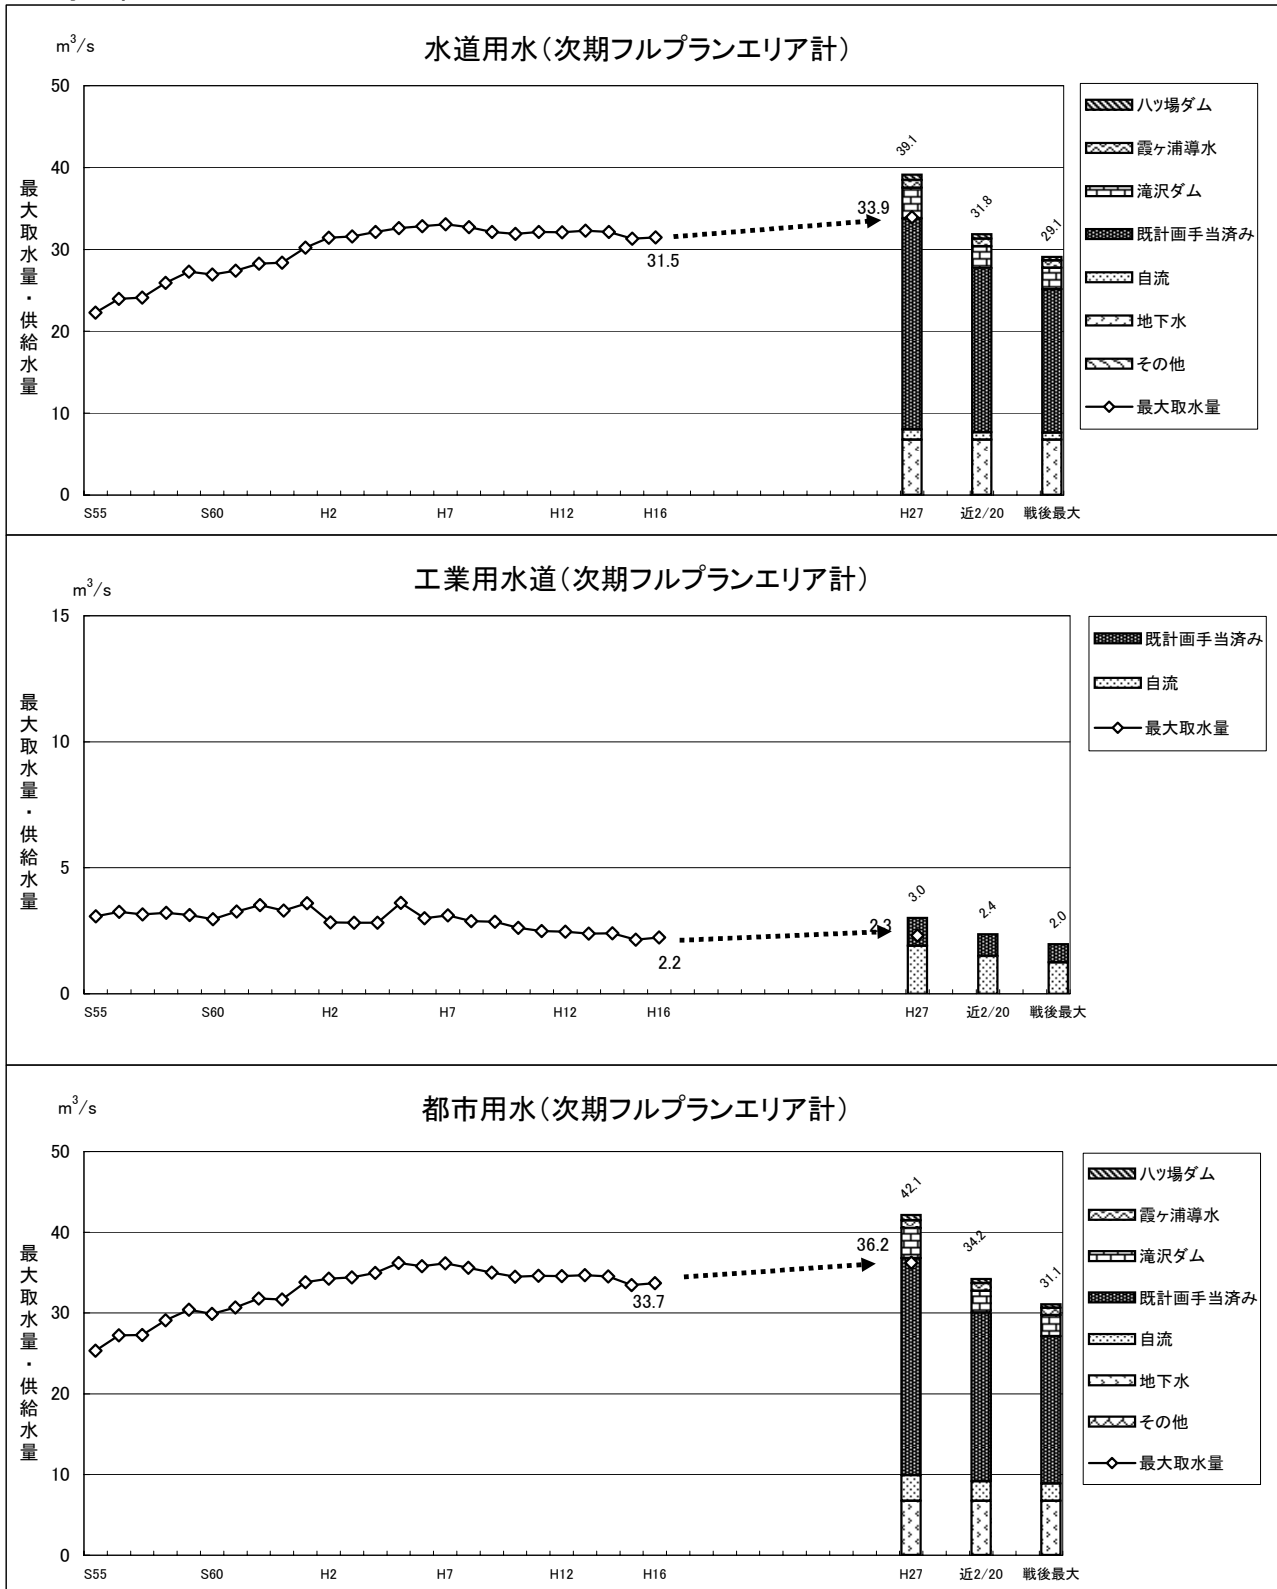 水道用水（次期フルプランエリア計）
m³/s
最大取水量・供給水量
50
40
30
20
10
0
S55 S60 H2 H7 H12 H16 H27 近2/20 戦後最大
31.5
33.9
39.1
31.8
29.1
八ッ場ダム
霞ヶ浦導水
滝沢ダム
既計画手当済み
自流
地下水
その他
最大取水量
工業用水道（次期フルプランエリア計）
m³/s
最大取水量・供給水量
15
10
5
0
S55 S60 H2 H7 H12 H16 H27 近2/20 戦後最大
2.2
2.3
3.0
2.4
2.0
既計画手当済み
自流
最大取水量
都市用水（次期フルプランエリア計）
m³/s
最大取水量・供給水量
50
40
30
20
10
0
S55 S60 H2 H7 H12 H16 H27 近2/20 戦後最大
33.7
36.2
42.1
34.2
31.1
八ッ場ダム
霞ヶ浦導水
滝沢ダム
既計画手当済み
自流
地下水
その他
最大取水量